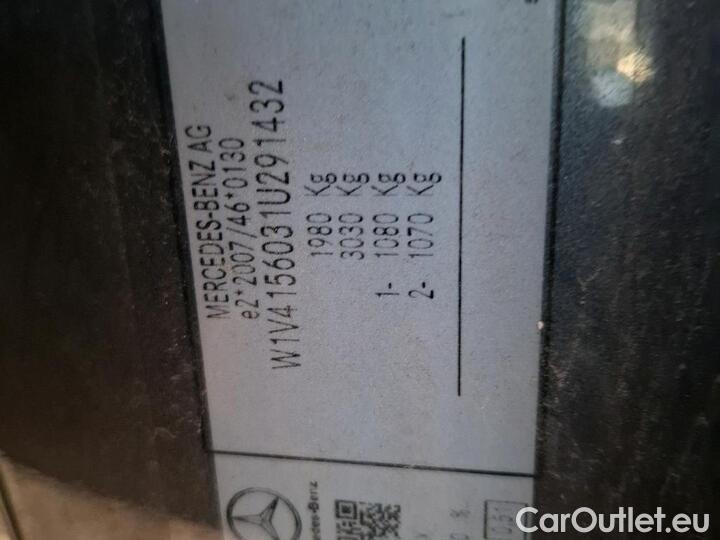 MERCEDES-BENZ AG
e2*2007/46*0130
W1V4156031U291432
1980 Kg
3030 Kg
1- 1080 Kg
2- 1070 Kg
CarOutlet.eu